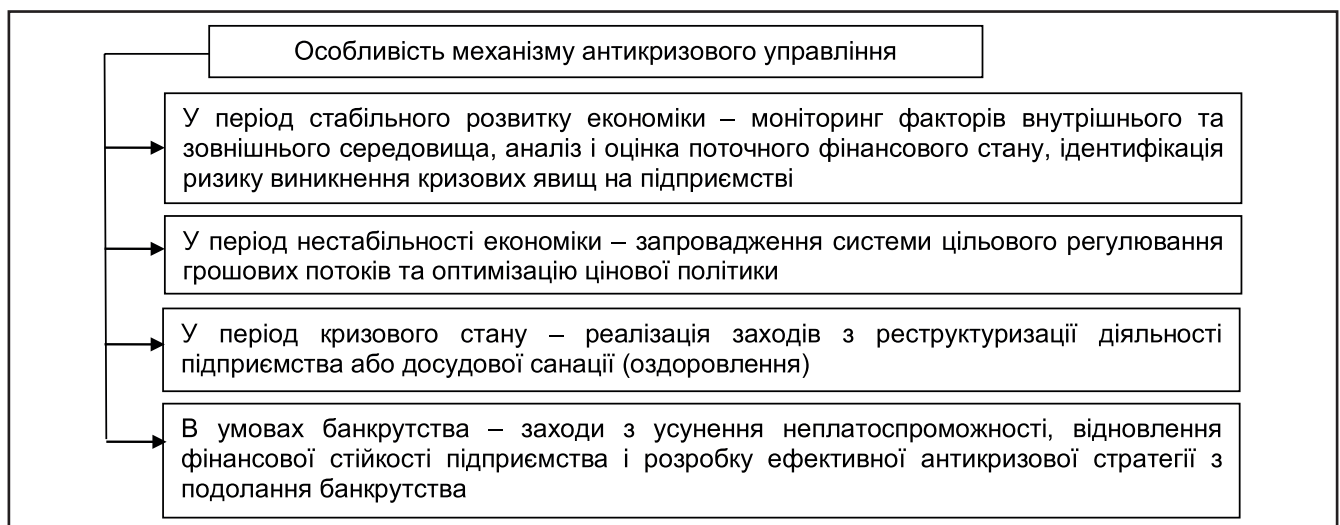 Особливість механізму антикризового управління
У період стабільного розвитку економіки – моніторинг факторів внутрішнього та
зовнішнього середовища, аналіз і оцінка поточного фінансового стану, ідентифікація
ризику виникнення кризових явищ на підприємстві
У період нестабільності економіки – запровадження системи цільового регулювання
грошових потоків та оптимізацію цінової політики
У період кризового стану – реалізація заходів з реструктуризації діяльності
підприємства або досудової санації (оздоровлення)
В умовах банкрутства – заходи з усунення неплатоспроможності, відновлення
фінансової стійкості підприємства і розробку ефективної антикризової стратегії з
подолання банкрутства